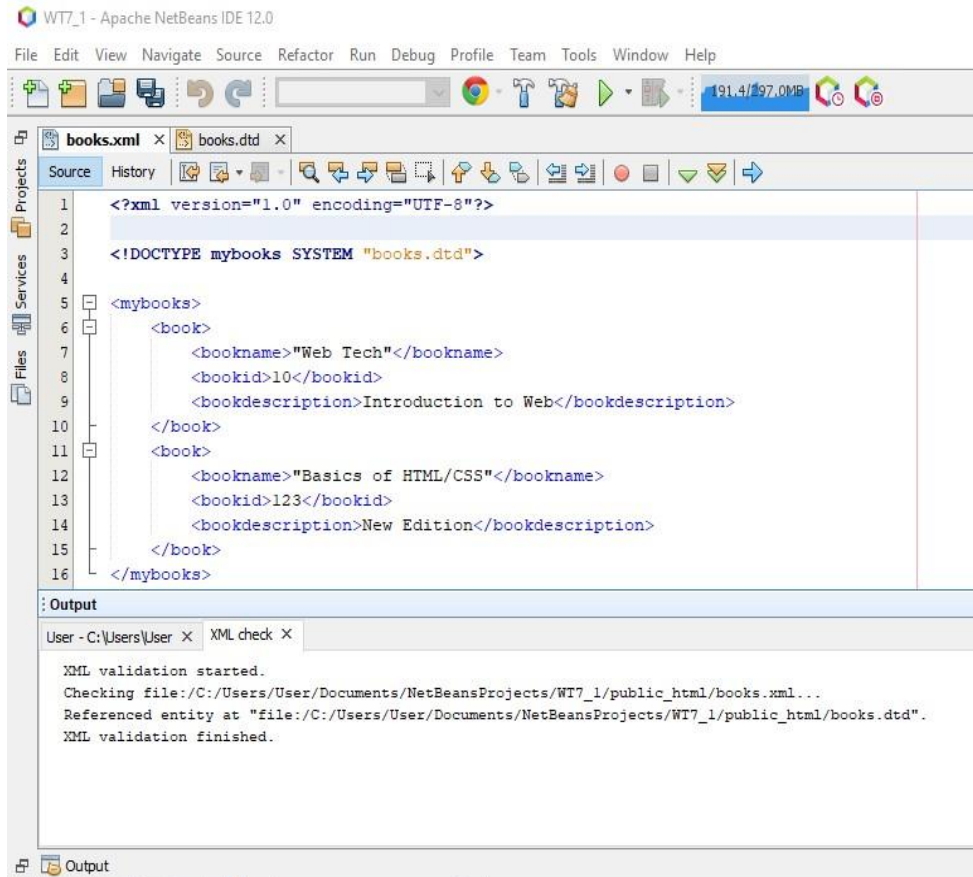 WT7_1 - Apache NetBeans IDE 12.0
File Edit View Navigate Source Refactor Run Debug Profile Team Tools Window Help
191.4/297.0MB
books.xml books.dtd
Source History
Projects
Services
Files
1 <?xml version="1.0" encoding="UTF-8"?>
2
3 <!DOCTYPE mybooks SYSTEM "books.dtd">
4
5 <mybooks>
6 <book>
7 <bookname>"Web Tech"</bookname>
8 <bookid>10</bookid>
9 <bookdescription>Introduction to Web</bookdescription>
10 </book>
11 <book>
12 <bookname>"Basics of HTML/CSS"</bookname>
13 <bookid>123</bookid>
14 <bookdescription>New Edition</bookdescription>
15 </book>
16 </mybooks>
Output
User - C:\Users\User XML check
XML validation started.
Checking file:/C:/Users/User/Documents/NetBeansProjects/WT7_1/public_html/books.xml...
Referenced entity at "file:/C:/Users/User/Documents/NetBeansProjects/WT7_1/public_html/books.dtd".
XML validation finished.
Output